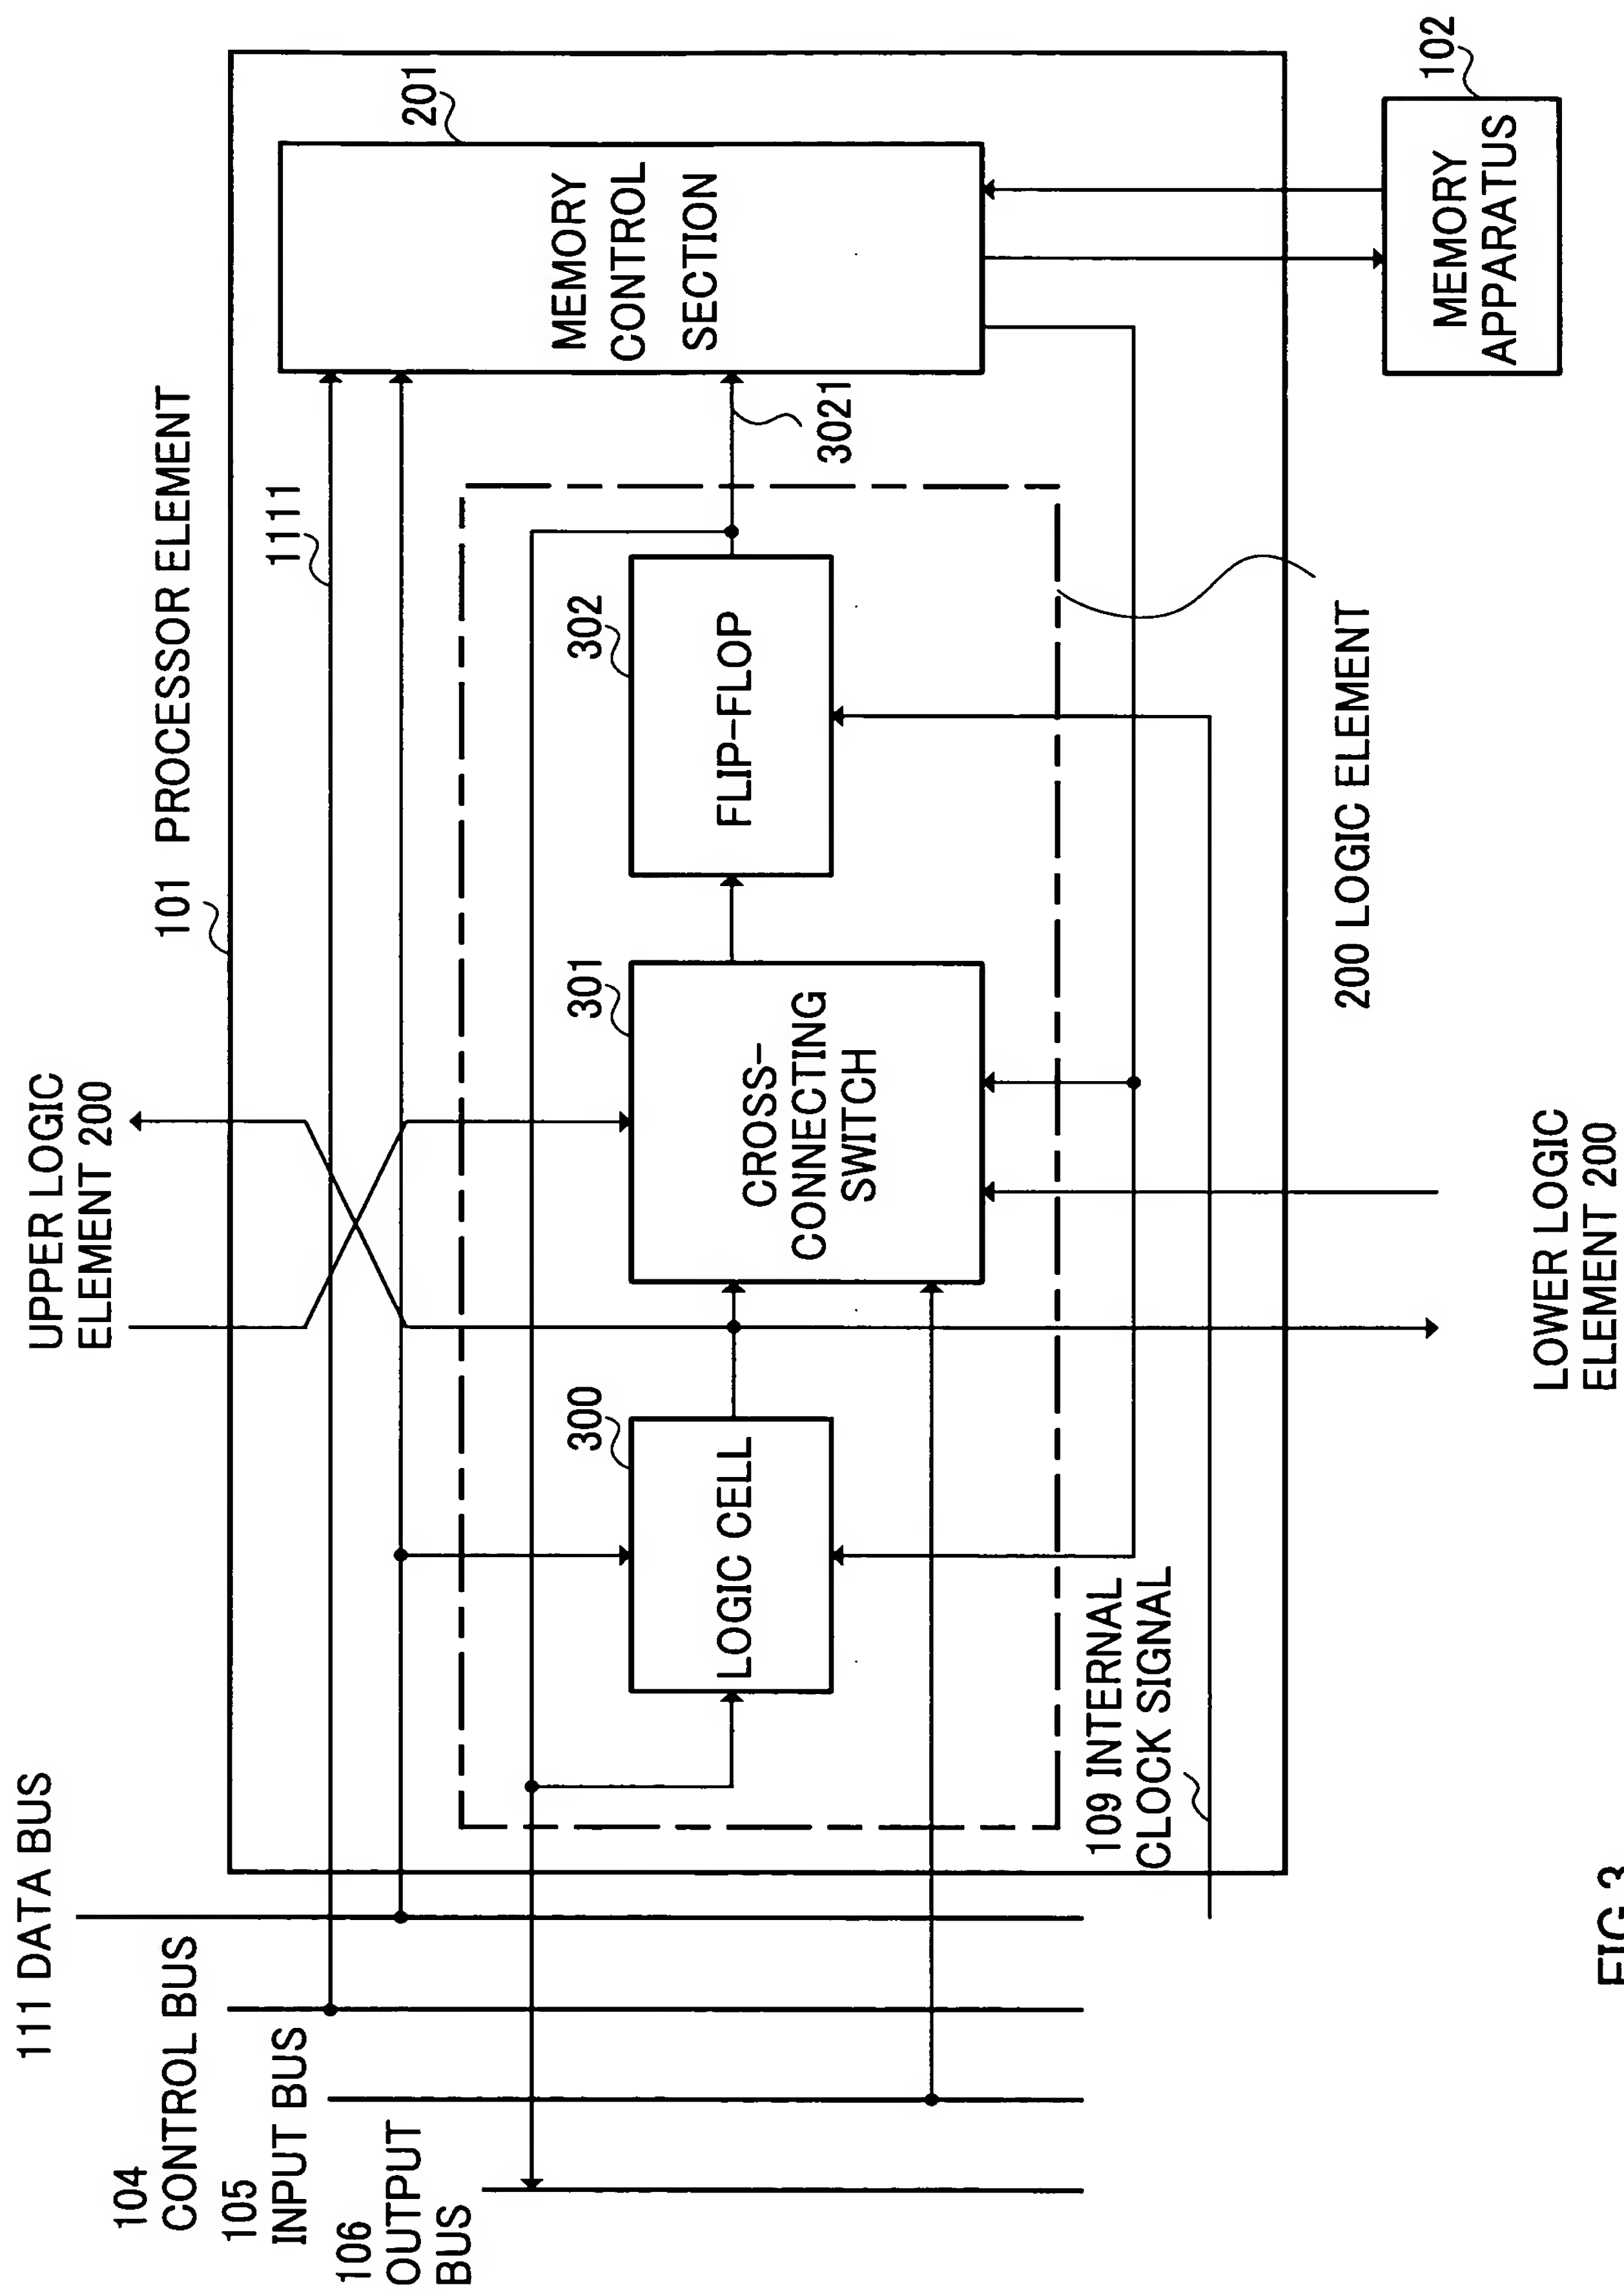 111 DATA BUS
104
CONTROL BUS
105
INPUT BUS
106
OUTPUT
BUS
UPPER LOGIC
ELEMENT 200
101 PROCESSOR ELEMENT
1111
201
MEMORY
CONTROL
SECTION
300
LOGIC CELL
301
CROSS-
CONNECTING
SWITCH
302
FLIP-FLOP
3021
109 INTERNAL
CLOCK SIGNAL
200 LOGIC ELEMENT
LOWER LOGIC
ELEMENT 200
102
MEMORY
APPARATUS
FIG.3